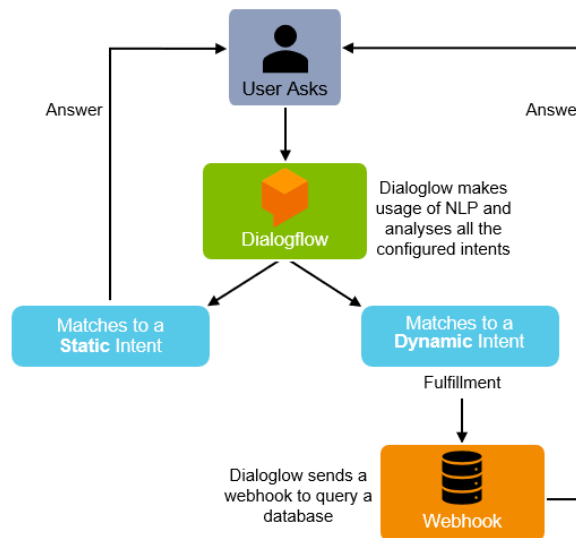 User Asks
Answer
Answe
Dialogflow
Dialoglow makes
usage of NLP and
analyses all the
configured intents
Matches to a
Static Intent
Matches to a
Dynamic Intent
Fulfillment
Dialoglow sends a
webhook to query a
database
Webhook